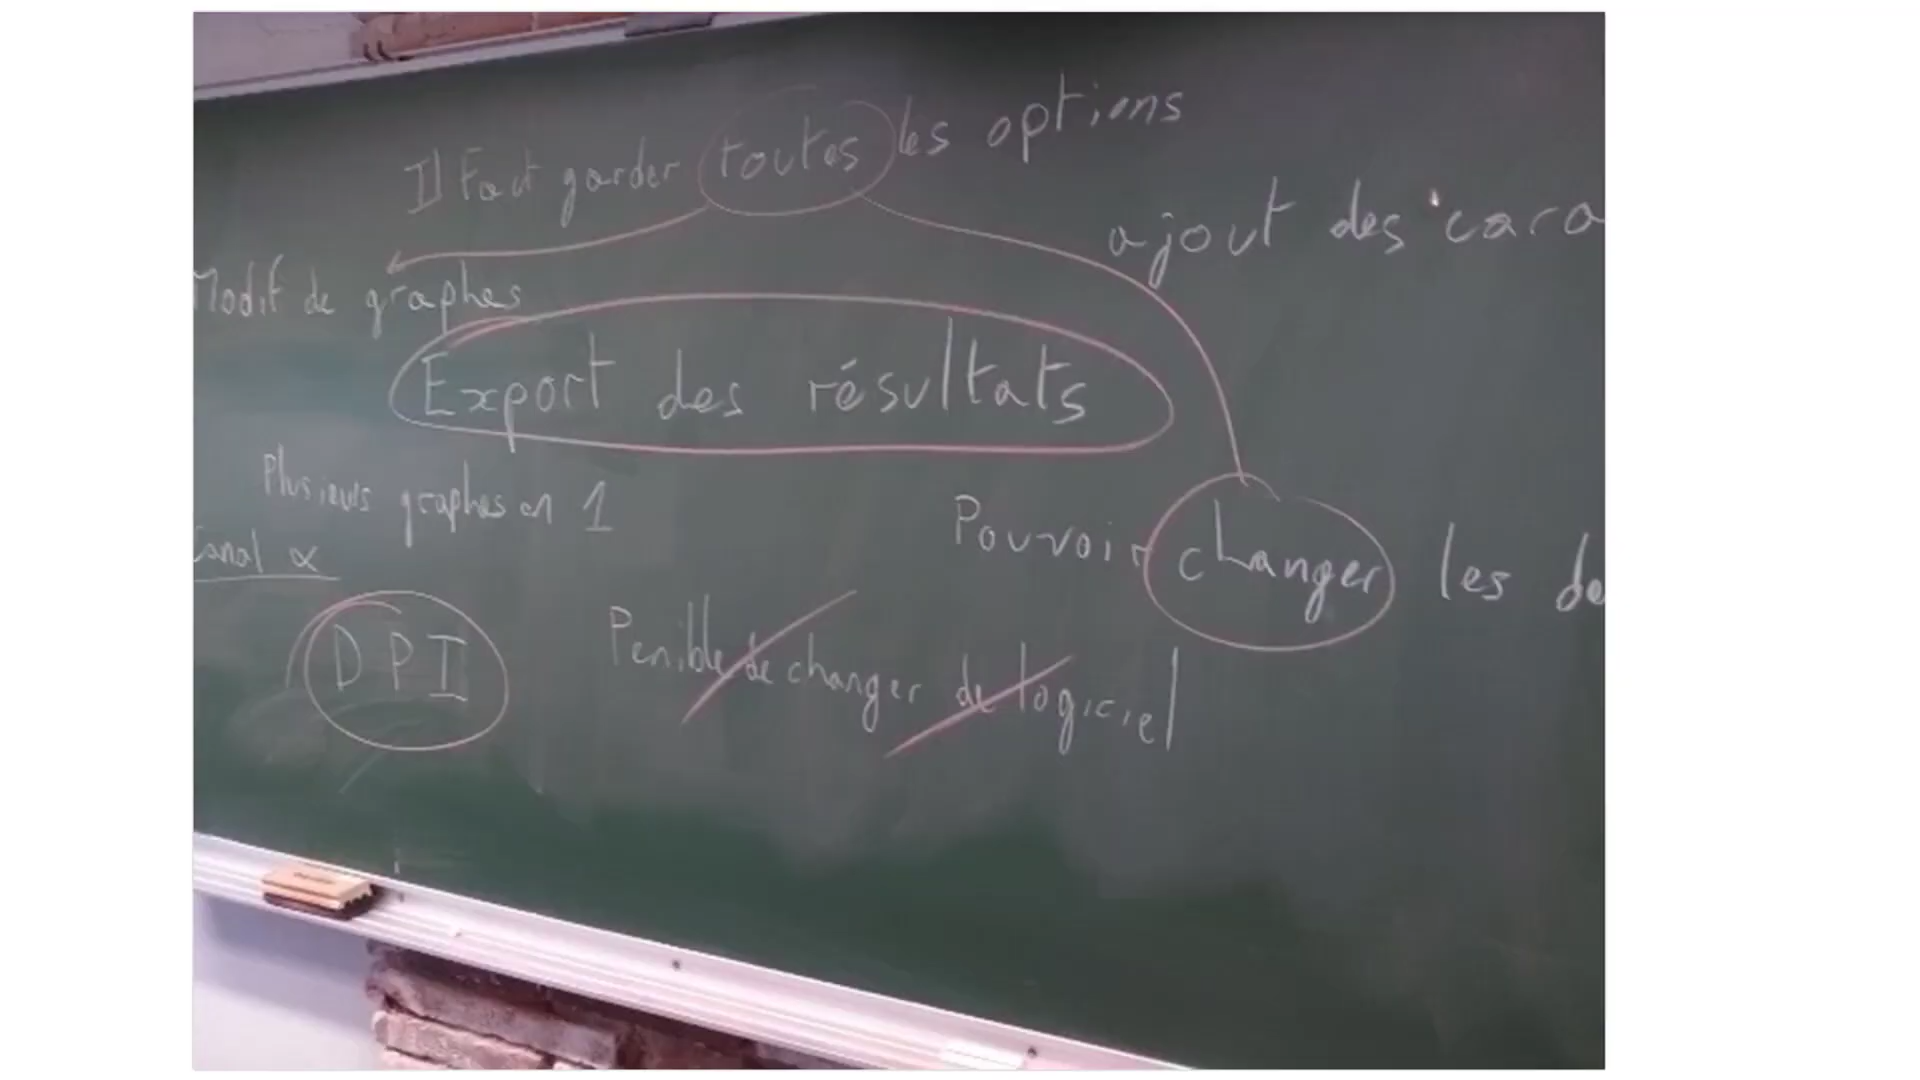 Il Faut garder toutes les options
ajout des cara
Modif de graphes
Export des résultats
Plusieurs graphes en 1
Pouvoir changer les de
Canal α
DPI
Penible de changer de logiciel